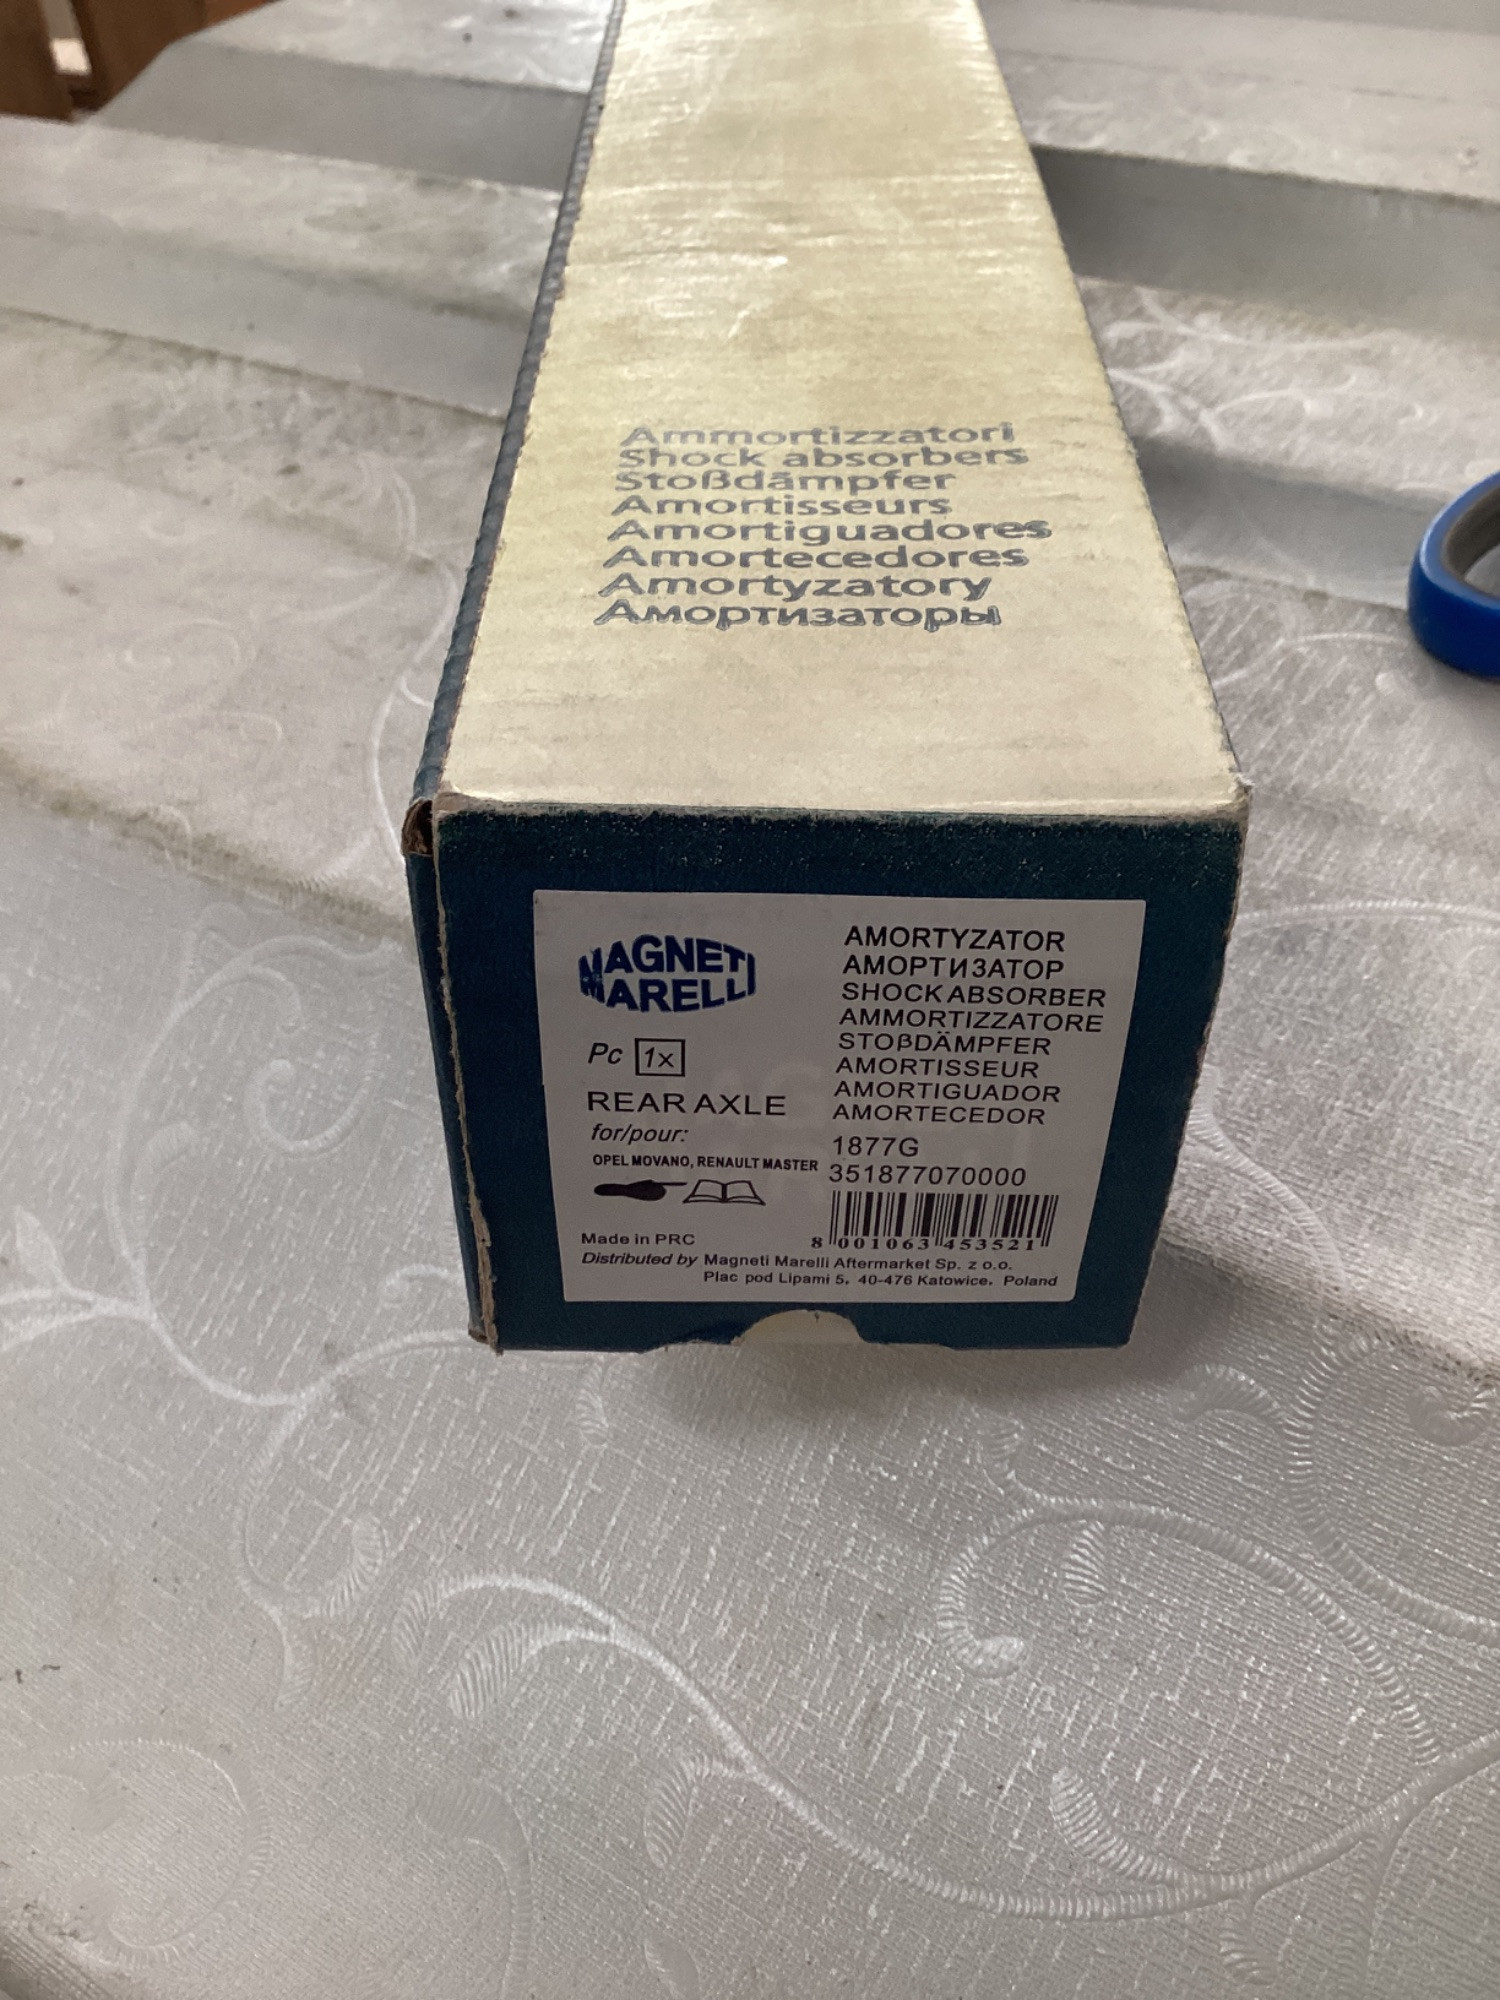 Ammortizzatori
Shock absorbers
Stoßdämpfer
Amortisseurs
Amortiguadores
Amortecedores
Amortyzatory
Амортизаторы
MAGNETI
MARELLI
Pc 1x
REAR AXLE
for/pour:
OPEL MOVANO, RENAULT MASTER
AMORTYZATOR
АМОРТИЗАТОР
SHOCK ABSORBER
AMMORTIZZATORE
STOßDÄMPFER
AMORTISSEUR
AMORTIGUADOR
AMORTECEDOR
1877G
351877070000
8 001063 453521
Made in PRC
Distributed by Magneti Marelli Aftermarket Sp. z o.o.
Plac pod Lipami 5, 40-476 Katowice, Poland